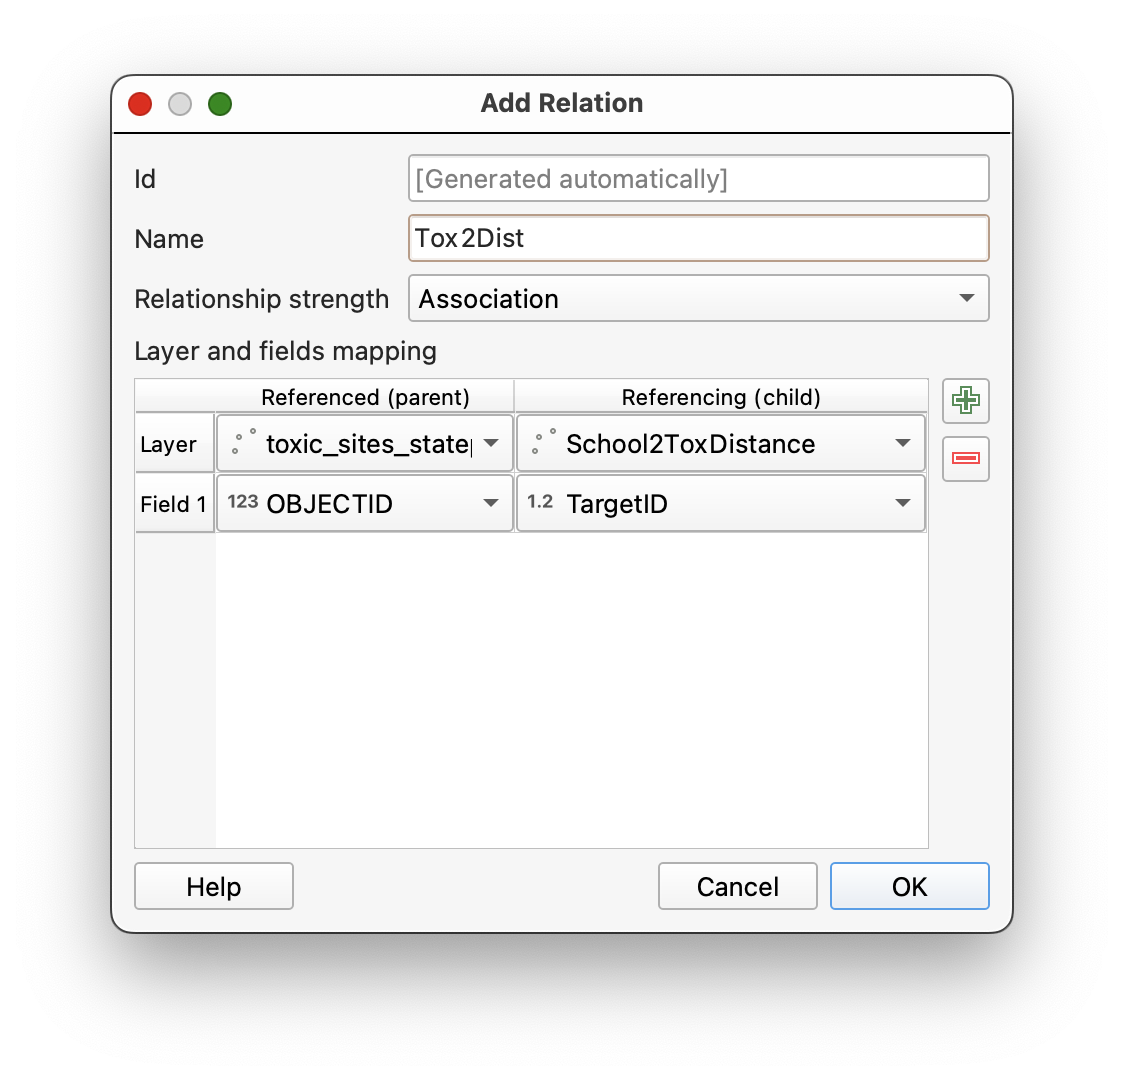 Add Relation
Id [Generated automatically]
Name Tox2Dist
Relationship strength Association
Layer and fields mapping
Referenced (parent) Referencing (child)
Layer toxic_sites_state School2ToxDistance
Field 1 123 OBJECTID 1.2 TargetID
Help Cancel OK